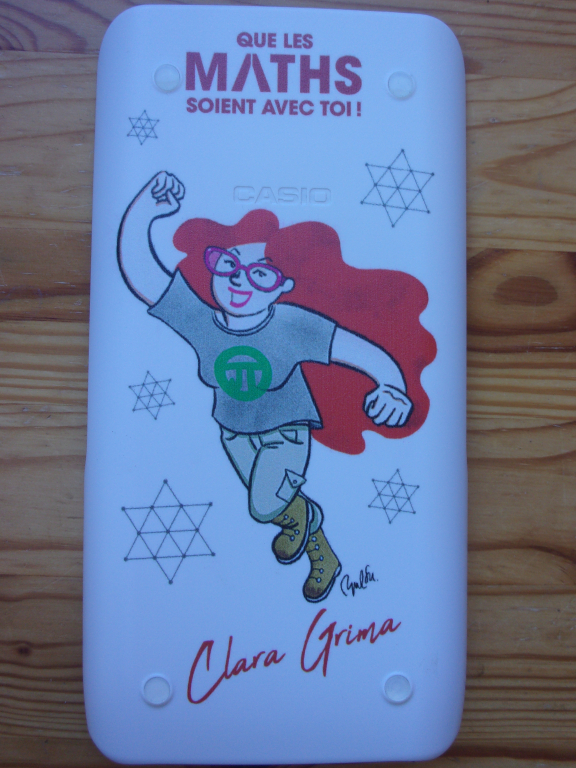 QUE LES
MATHS
SOIENT AVEC TOI !
CASIO
π
Clara Grima